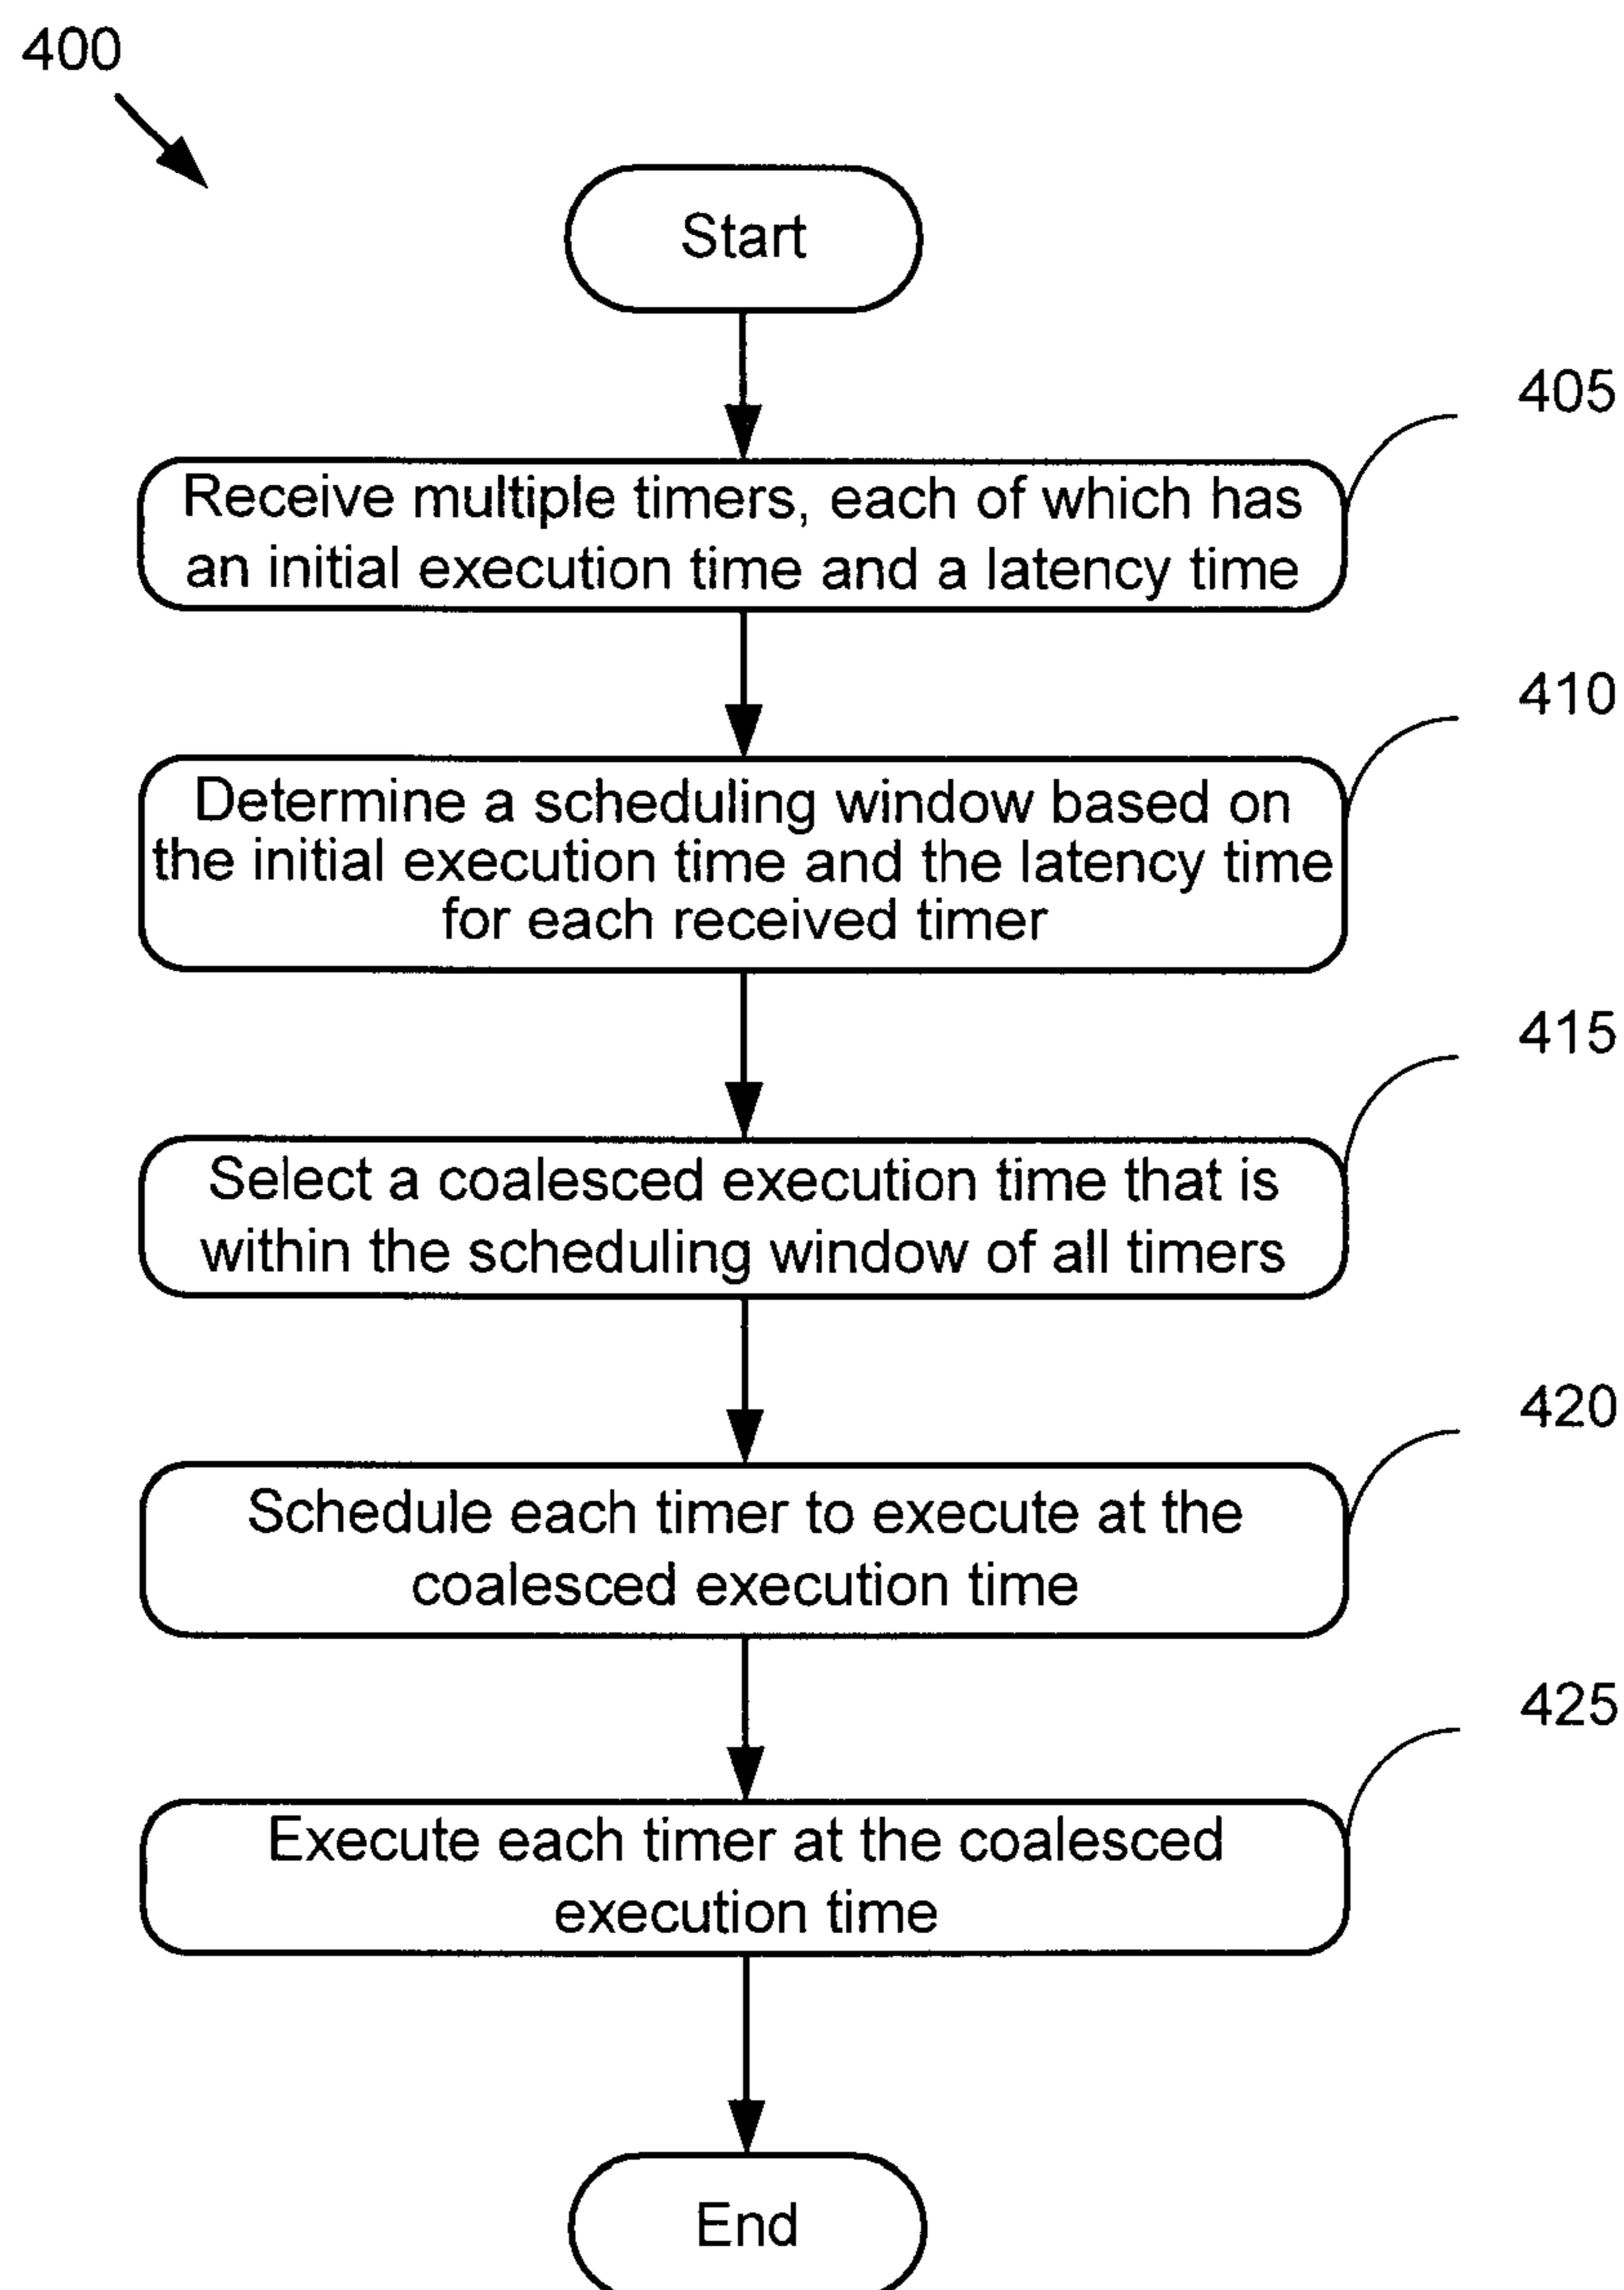 400
Start
405
Receive multiple timers, each of which has
an initial execution time and a latency time
410
Determine a scheduling window based on
the initial execution time and the latency time
for each received timer
415
Select a coalesced execution time that is
within the scheduling window of all timers
420
Schedule each timer to execute at the
coalesced execution time
425
Execute each timer at the coalesced
execution time
End